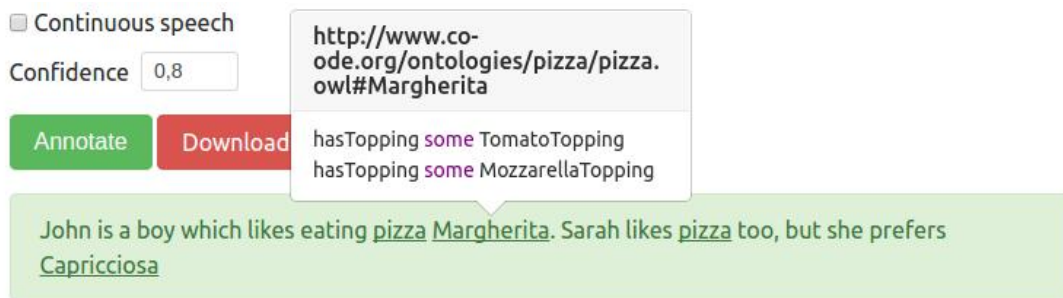 Continuous speech
Confidence 0,8
Annotate Download
http://www.co-
ode.org/ontologies/pizza/pizza.
owl#Margherita
hasTopping some TomatoTopping
hasTopping some MozzarellaTopping
John is a boy which likes eating pizza Margherita. Sarah likes pizza too, but she prefers
Capricciosa